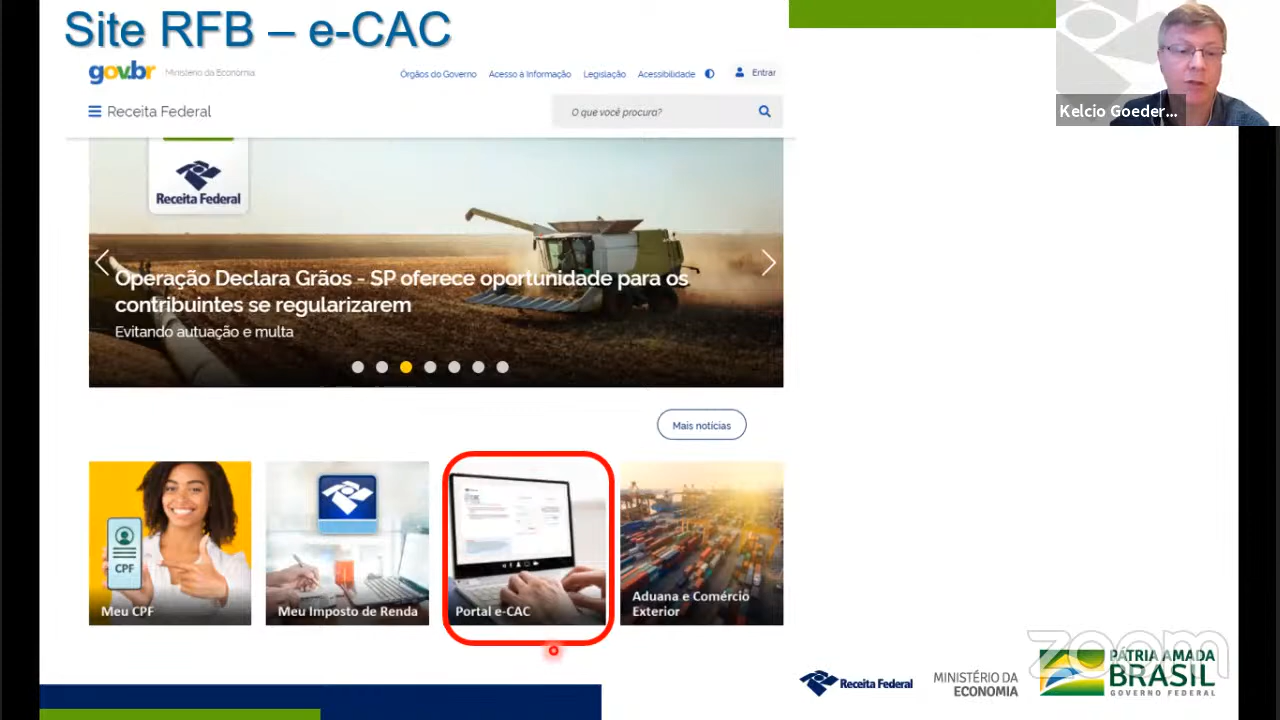 Site RFB – e-CAC
Kelcio Goeder...
gov.br Ministério da Economia
Órgãos do Governo Acesso à Informação Legislação Acessibilidade Entrar
Receita Federal
O que você procura?
Receita Federal
Operação Declara Grãos - SP oferece oportunidade para os
contribuintes se regularizarem
Evitando autuação e multa
Mais notícias
CPF
Meu CPF
Meu Imposto de Renda
Portal e-CAC
Aduana e Comércio
Exterior
zoom
Receita Federal
MINISTÉRIO DA
ECONOMIA
PÁTRIA AMADA
BRASIL
GOVERNO FEDERAL